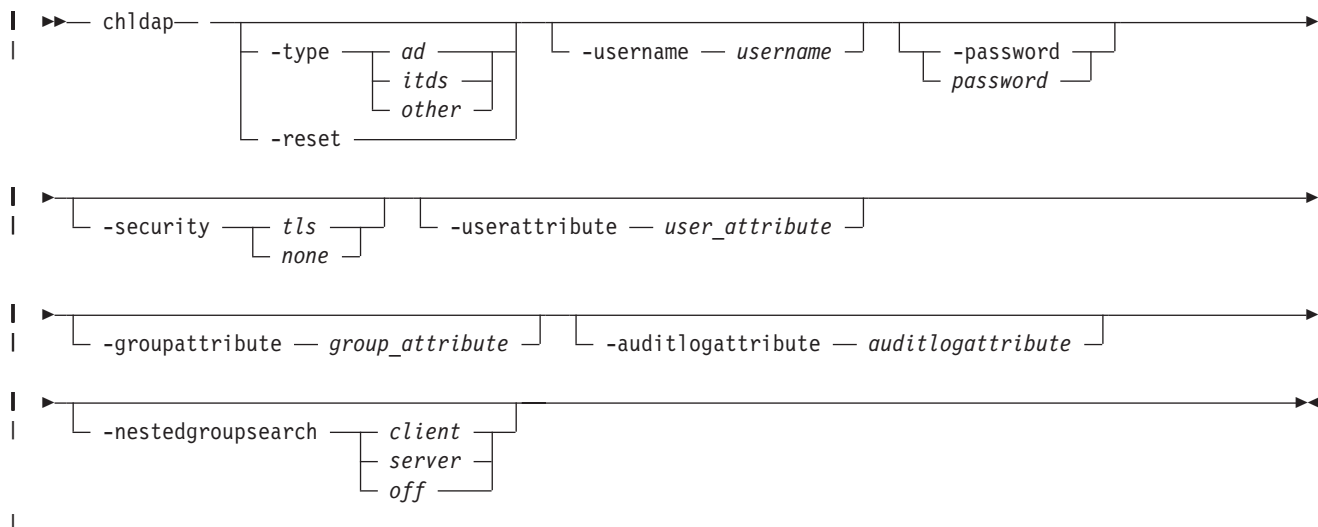 chldap
-type ad -username username -password
itds password
other
-reset
-security tls -userattribute user_attribute
none
-groupattribute group_attribute -auditlogattribute auditlogattribute
-nestedgroupsearch client
server
off